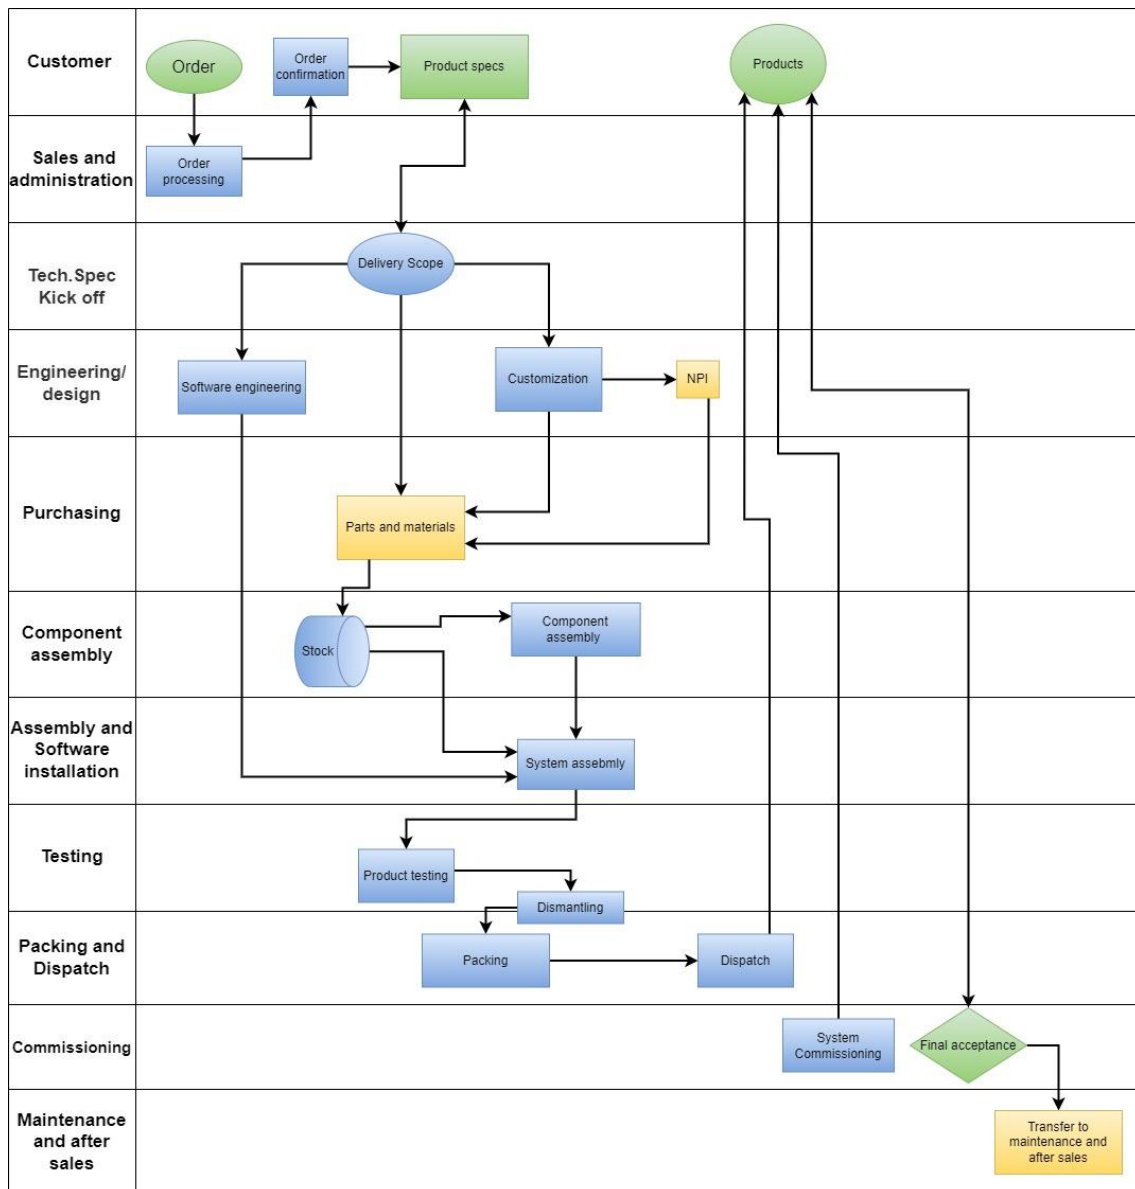 Customer
Order
Order
confirmation
Product specs
Products
Sales and
administration
Order
processing
Tech.Spec
Kick off
Delivery Scope
Engineering/
design
Software engineering
Customization
NPI
Purchasing
Parts and materials
Component
assembly
Stock
Component
assembly
Assembly and
Software
installation
System assebmly
Testing
Product testing
Dismantling
Packing and
Dispatch
Packing
Dispatch
Commissioning
System
Commissioning
Final acceptance
Maintenance
and after
sales
Transfer to
maintenance and
after sales